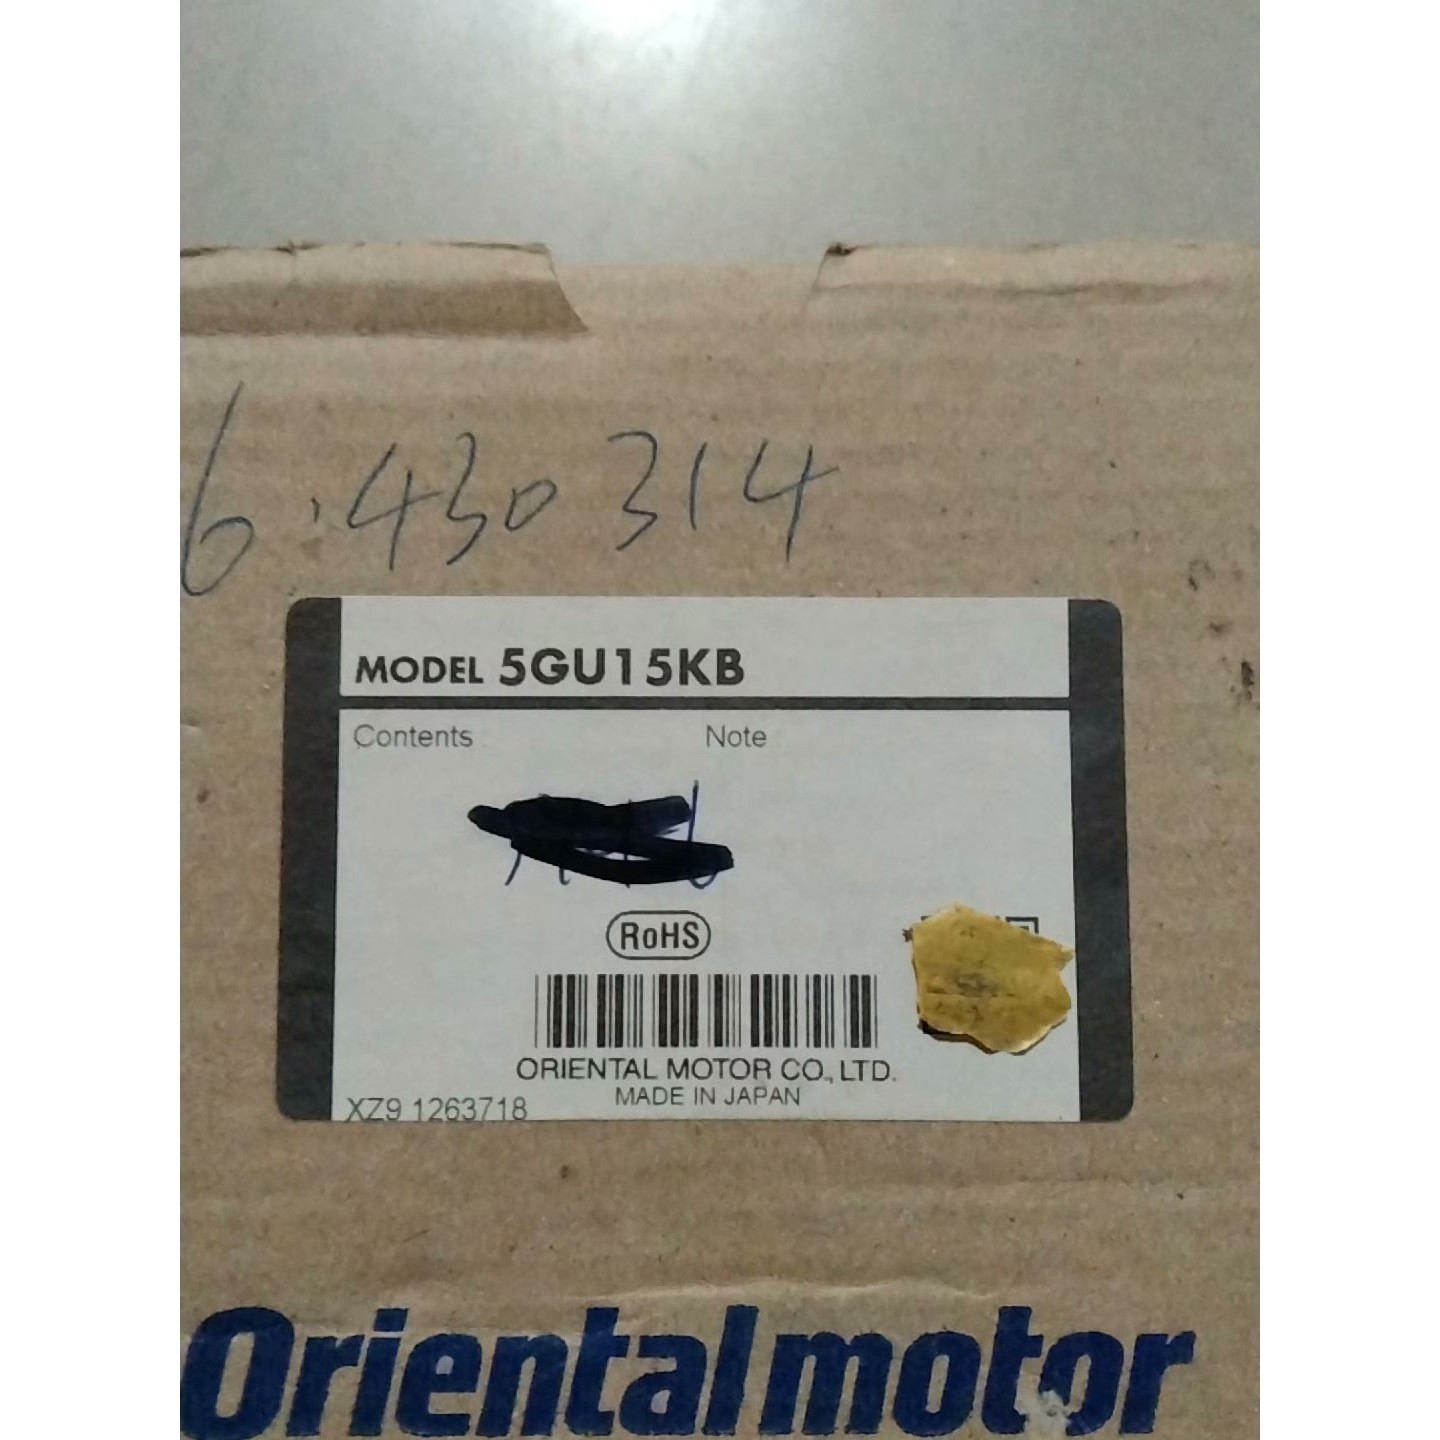 6.430314
MODEL 5GU15KB
Contents Note
RoHS
ORIENTAL MOTOR CO., LTD.
MADE IN JAPAN
XZ9 1263718
Orientalmotor